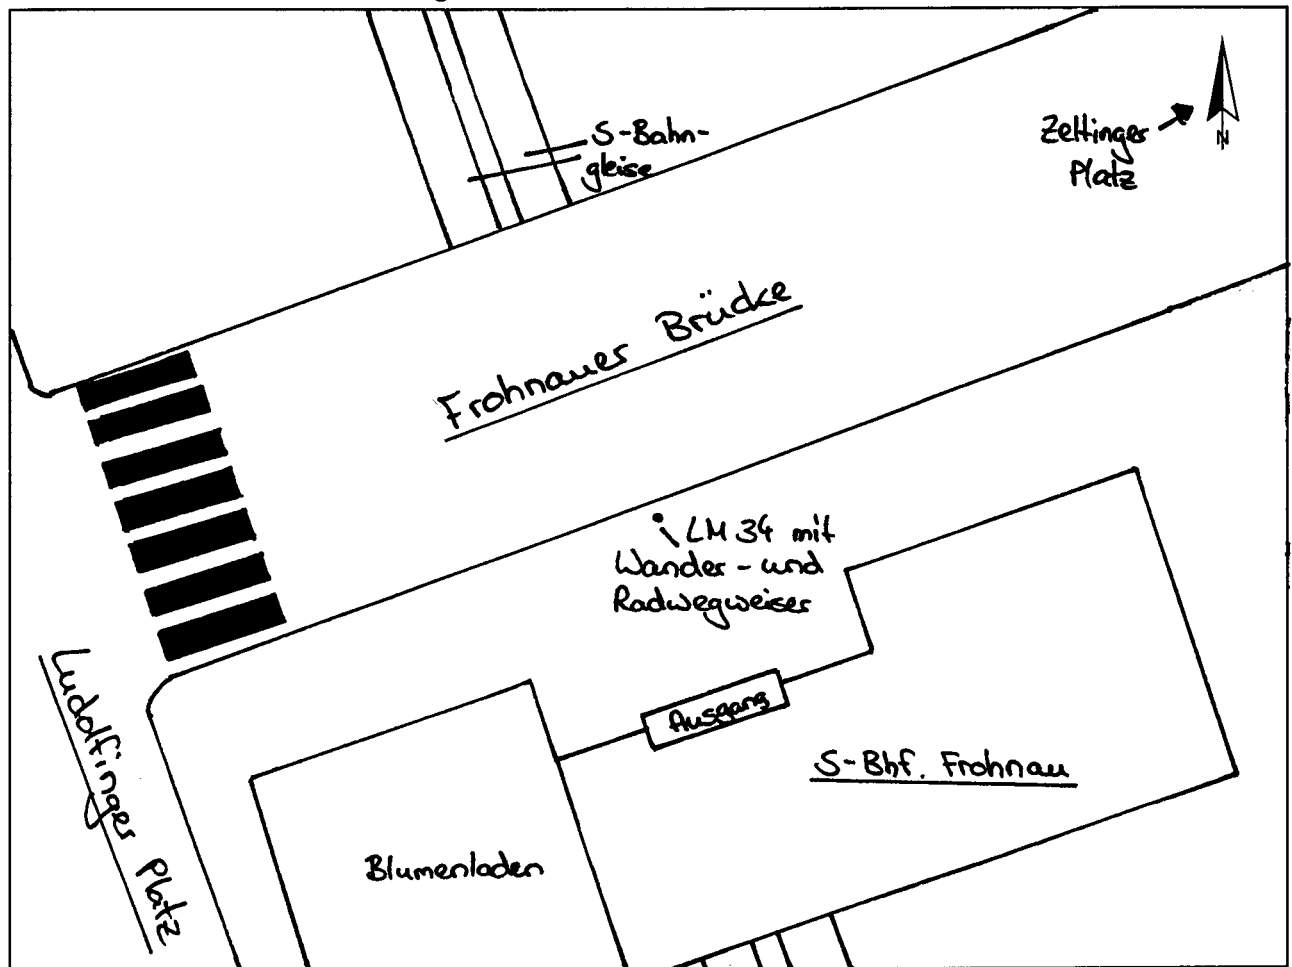 S-Bahn-
gleise
Zeltinger
Platz
N
Frohnauer Brücke
LM 34 mit
Wander- und
Radwegweiser
Ausgang
S-Bhf. Frohnau
Ludolfinger Platz
Blumenladen